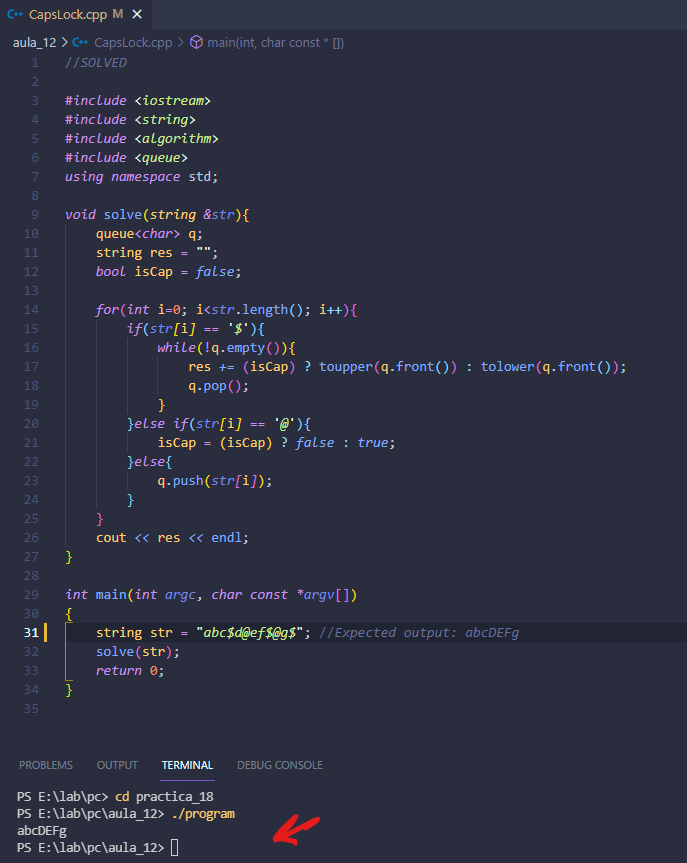 C++ CapsLock.cpp M ✕
aula_12 > C++ CapsLock.cpp > main(int, char const * [])
1 //SOLVED
2
3 #include <iostream>
4 #include <string>
5 #include <algorithm>
6 #include <queue>
7 using namespace std;
8
9 void solve(string &str){
10 queue<char> q;
11 string res = "";
12 bool isCap = false;
13
14 for(int i=0; i<str.length(); i++){
15 if(str[i] == '$'){
16 while(!q.empty()){
17 res += (isCap) ? toupper(q.front()) : tolower(q.front());
18 q.pop();
19 }
20 }else if(str[i] == '@'){
21 isCap = (isCap) ? false : true;
22 }else{
23 q.push(str[i]);
24 }
25 }
26 cout << res << endl;
27 }
28
29 int main(int argc, char const *argv[])
30 {
31 string str = "abc$d@ef$@g$"; //Expected output: abcDEFg
32 solve(str);
33 return 0;
34 }
35
PROBLEMS OUTPUT TERMINAL DEBUG CONSOLE
PS E:\lab\pc> cd practica_18
PS E:\lab\pc\aula_12> ./program
abcDEFg
PS E:\lab\pc\aula_12>